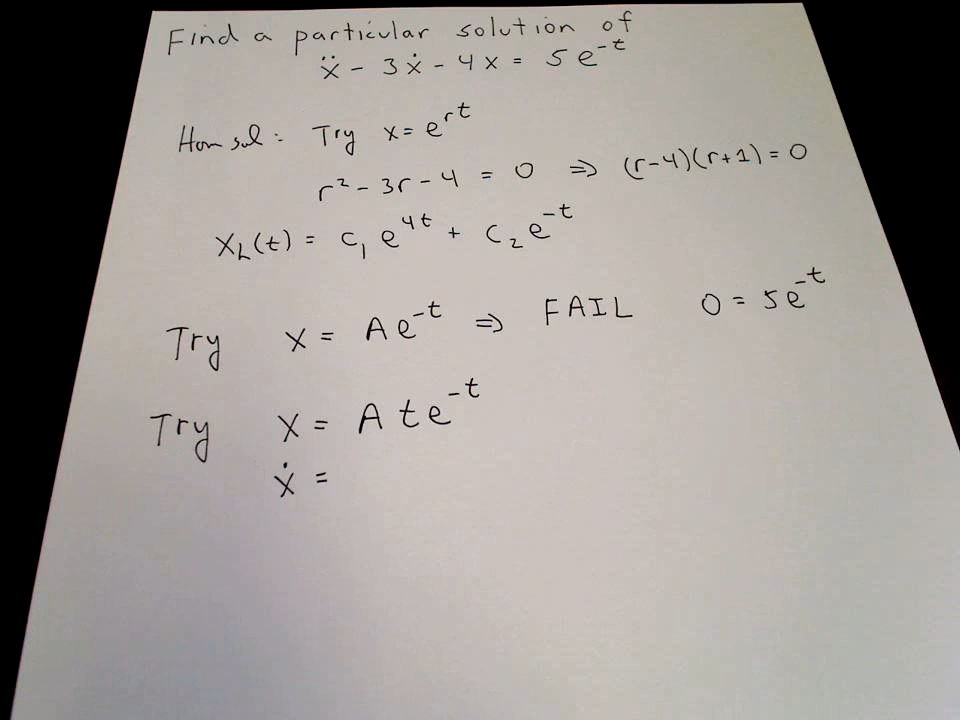 Find a particular solution of
ẍ - 3ẋ - 4x = 5e^-t
Hom sol: Try x = e^rt
r² - 3r - 4 = 0 ⇒ (r-4)(r+1) = 0
x_h(t) = c₁e^4t + c₂e^-t
Try x = Ae^-t ⇒ FAIL 0 = 5e^-t
Try x = Ate^-t
ẋ =